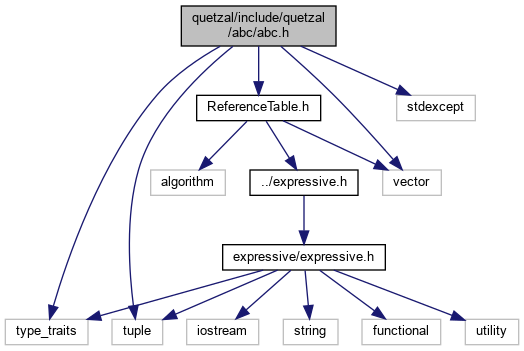 quetzal/include/quetzal
/abc/abc.h
ReferenceTable.h
stdexcept
algorithm
../expressive.h
vector
expressive/expressive.h
type_traits
tuple
iostream
string
functional
utility